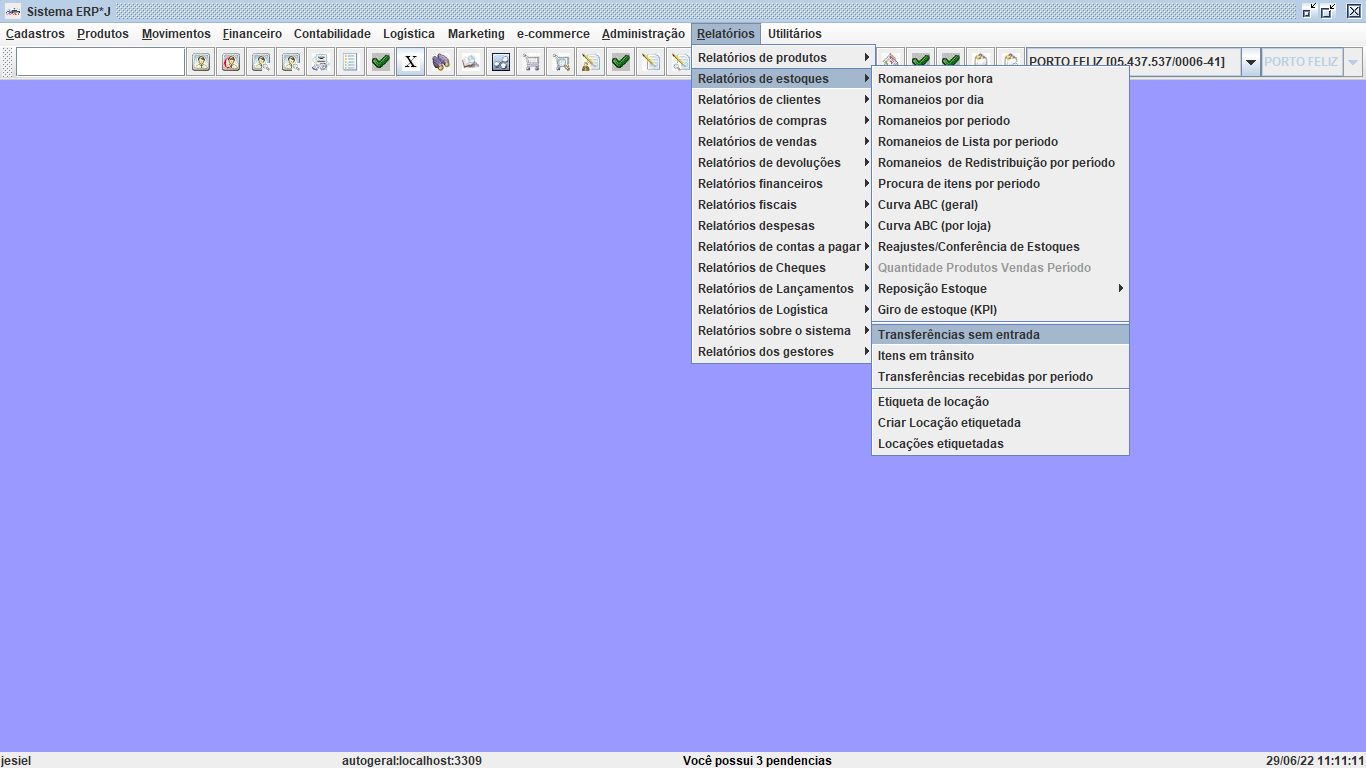 Sistema ERP*J
Cadastros Produtos Movimentos Financeiro Contabilidade Logística Marketing e-commerce Administração Relatórios Utilitários
X PORTO FELIZ [05.437.537/0006-41] PORTO FELIZ
Relatórios de produtos
Relatórios de estoques
Relatórios de clientes
Relatórios de compras
Relatórios de vendas
Relatórios de devoluções
Relatórios financeiros
Relatórios fiscais
Relatórios despesas
Relatórios de contas a pagar
Relatórios de Cheques
Relatórios de Lançamentos
Relatórios de Logística
Relatórios sobre o sistema
Relatórios dos gestores
Romaneios por hora
Romaneios por dia
Romaneios por periodo
Romaneios de Lista por periodo
Romaneios  de Redistribuição por período
Procura de itens por periodo
Curva ABC (geral)
Curva ABC (por loja)
Reajustes/Conferência de Estoques
Quantidade Produtos Vendas Período
Reposição Estoque
Giro de estoque (KPI)
Transferências sem entrada
Itens em trânsito
Transferências recebidas por período
Etiqueta de locação
Criar Locação etiquetada
Locações etiquetadas
jesiel autogeral:localhost:3309 Você possui 3 pendencias 29/06/22 11:11:11